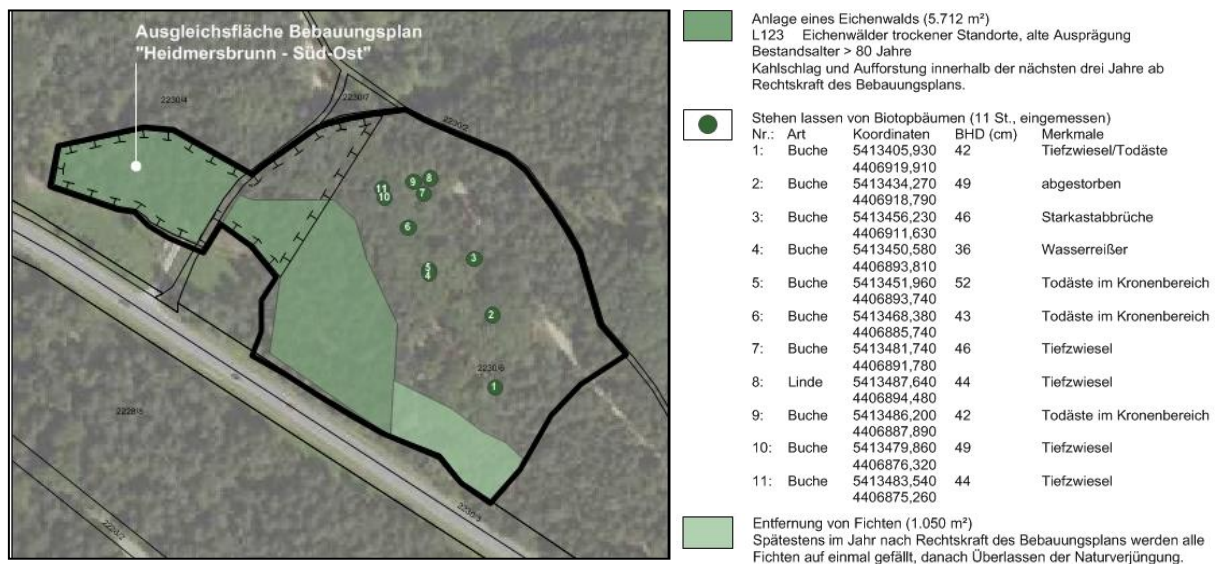 Ausgleichsfläche Bebauungsplan
"Heidmersbrunn - Süd-Ost"
2230/4
2230/7
2230/2
9
8
11
10
7
6
3
5
4
2
2230/6
1
2228/5
2230/3
2223/2
Anlage eines Eichenwalds (5.712 m²)
L123 Eichenwälder trockener Standorte, alte Ausprägung
Bestandsalter > 80 Jahre
Kahlschlag und Aufforstung innerhalb der nächsten drei Jahre ab
Rechtskraft des Bebauungsplans.
Stehen lassen von Biotopbäumen (11 St., eingemessen)
Nr.: Art Koordinaten BHD (cm) Merkmale
1: Buche 5413405,930 42 Tiefzwiesel/Todäste
4406919,910
2: Buche 5413434,270 49 abgestorben
4406918,790
3: Buche 5413456,230 46 Starkastabbrüche
4406911,630
4: Buche 5413450,580 36 Wasserreißer
4406893,810
5: Buche 5413451,960 52 Todäste im Kronenbereich
4406893,740
6: Buche 5413468,380 43 Todäste im Kronenbereich
4406885,740
7: Buche 5413481,740 46 Tiefzwiesel
4406891,780
8: Linde 5413487,640 44 Tiefzwiesel
4406894,480
9: Buche 5413486,200 42 Todäste im Kronenbereich
4406887,890
10: Buche 5413479,860 49 Tiefzwiesel
4406876,320
11: Buche 5413483,540 44 Tiefzwiesel
4406875,260
Entfernung von Fichten (1.050 m²)
Spätestens im Jahr nach Rechtskraft des Bebauungsplans werden alle
Fichten auf einmal gefällt, danach Überlassen der Naturverjüngung.